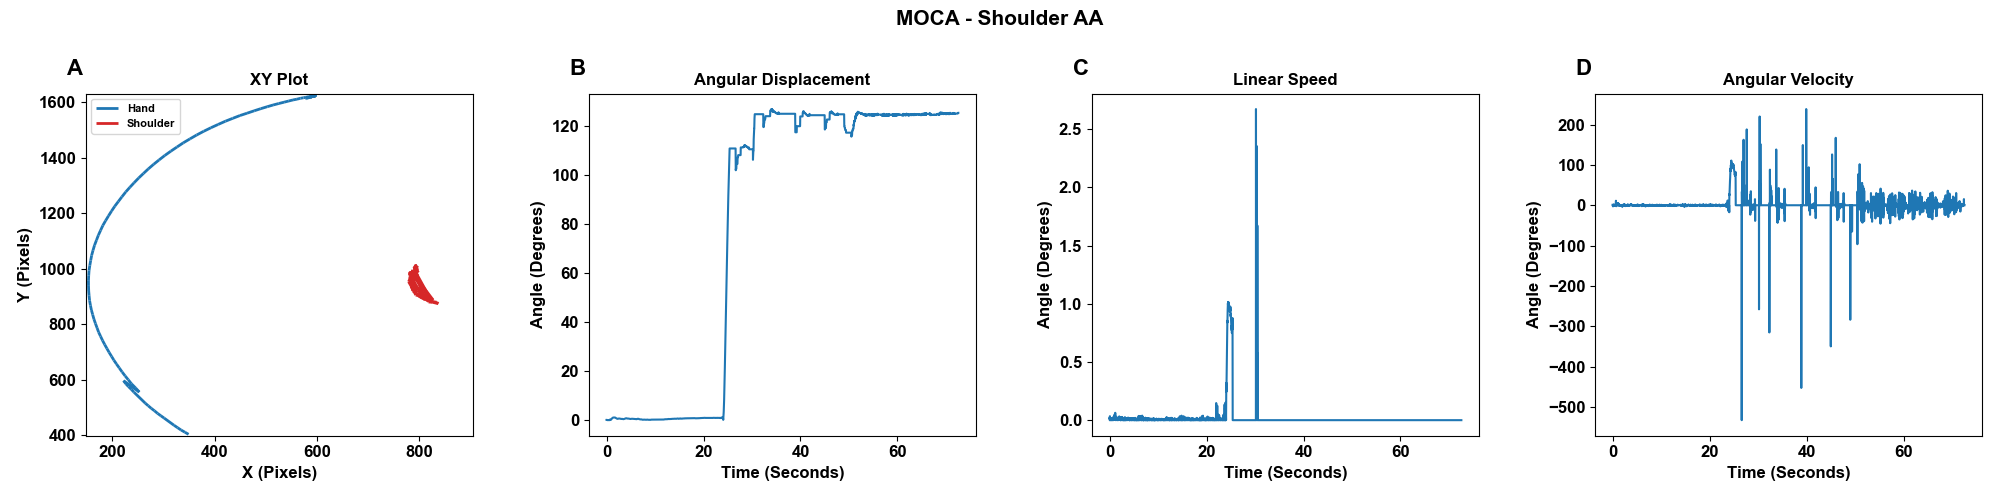 MOCA - Shoulder AA
A
XY Plot
Hand
Shoulder
1600
1400
1200
1000
800
600
400
200
400
600
800
Y (Pixels)
X (Pixels)
B
Angular Displacement
120
100
80
60
40
20
0
0
20
40
60
Angle (Degrees)
Time (Seconds)
C
Linear Speed
2.5
2.0
1.5
1.0
0.5
0.0
0
20
40
60
Angle (Degrees)
Time (Seconds)
D
Angular Velocity
200
100
0
−100
−200
−300
−400
−500
0
20
40
60
Angle (Degrees)
Time (Seconds)